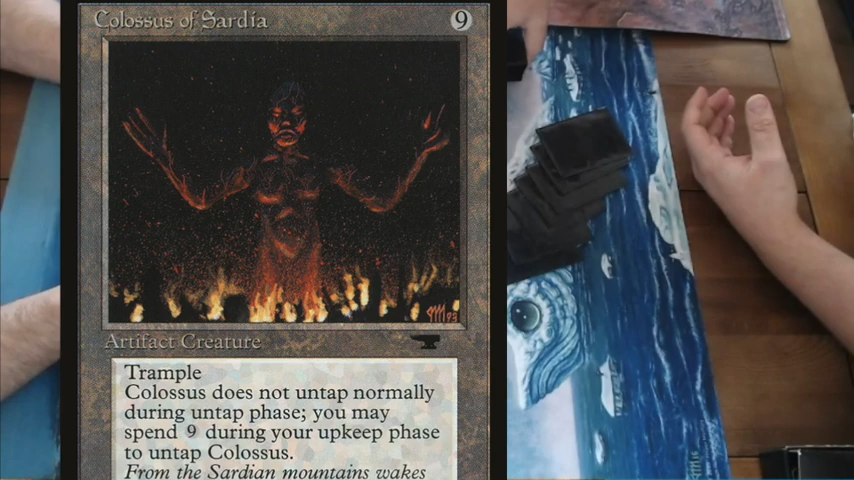 Colossus of Sardia 9
Artifact Creature
Trample
Colossus does not untap normally
during untap phase; you may
spend 9 during your upkeep phase
to untap Colossus.
From the Sardian mountains wakes